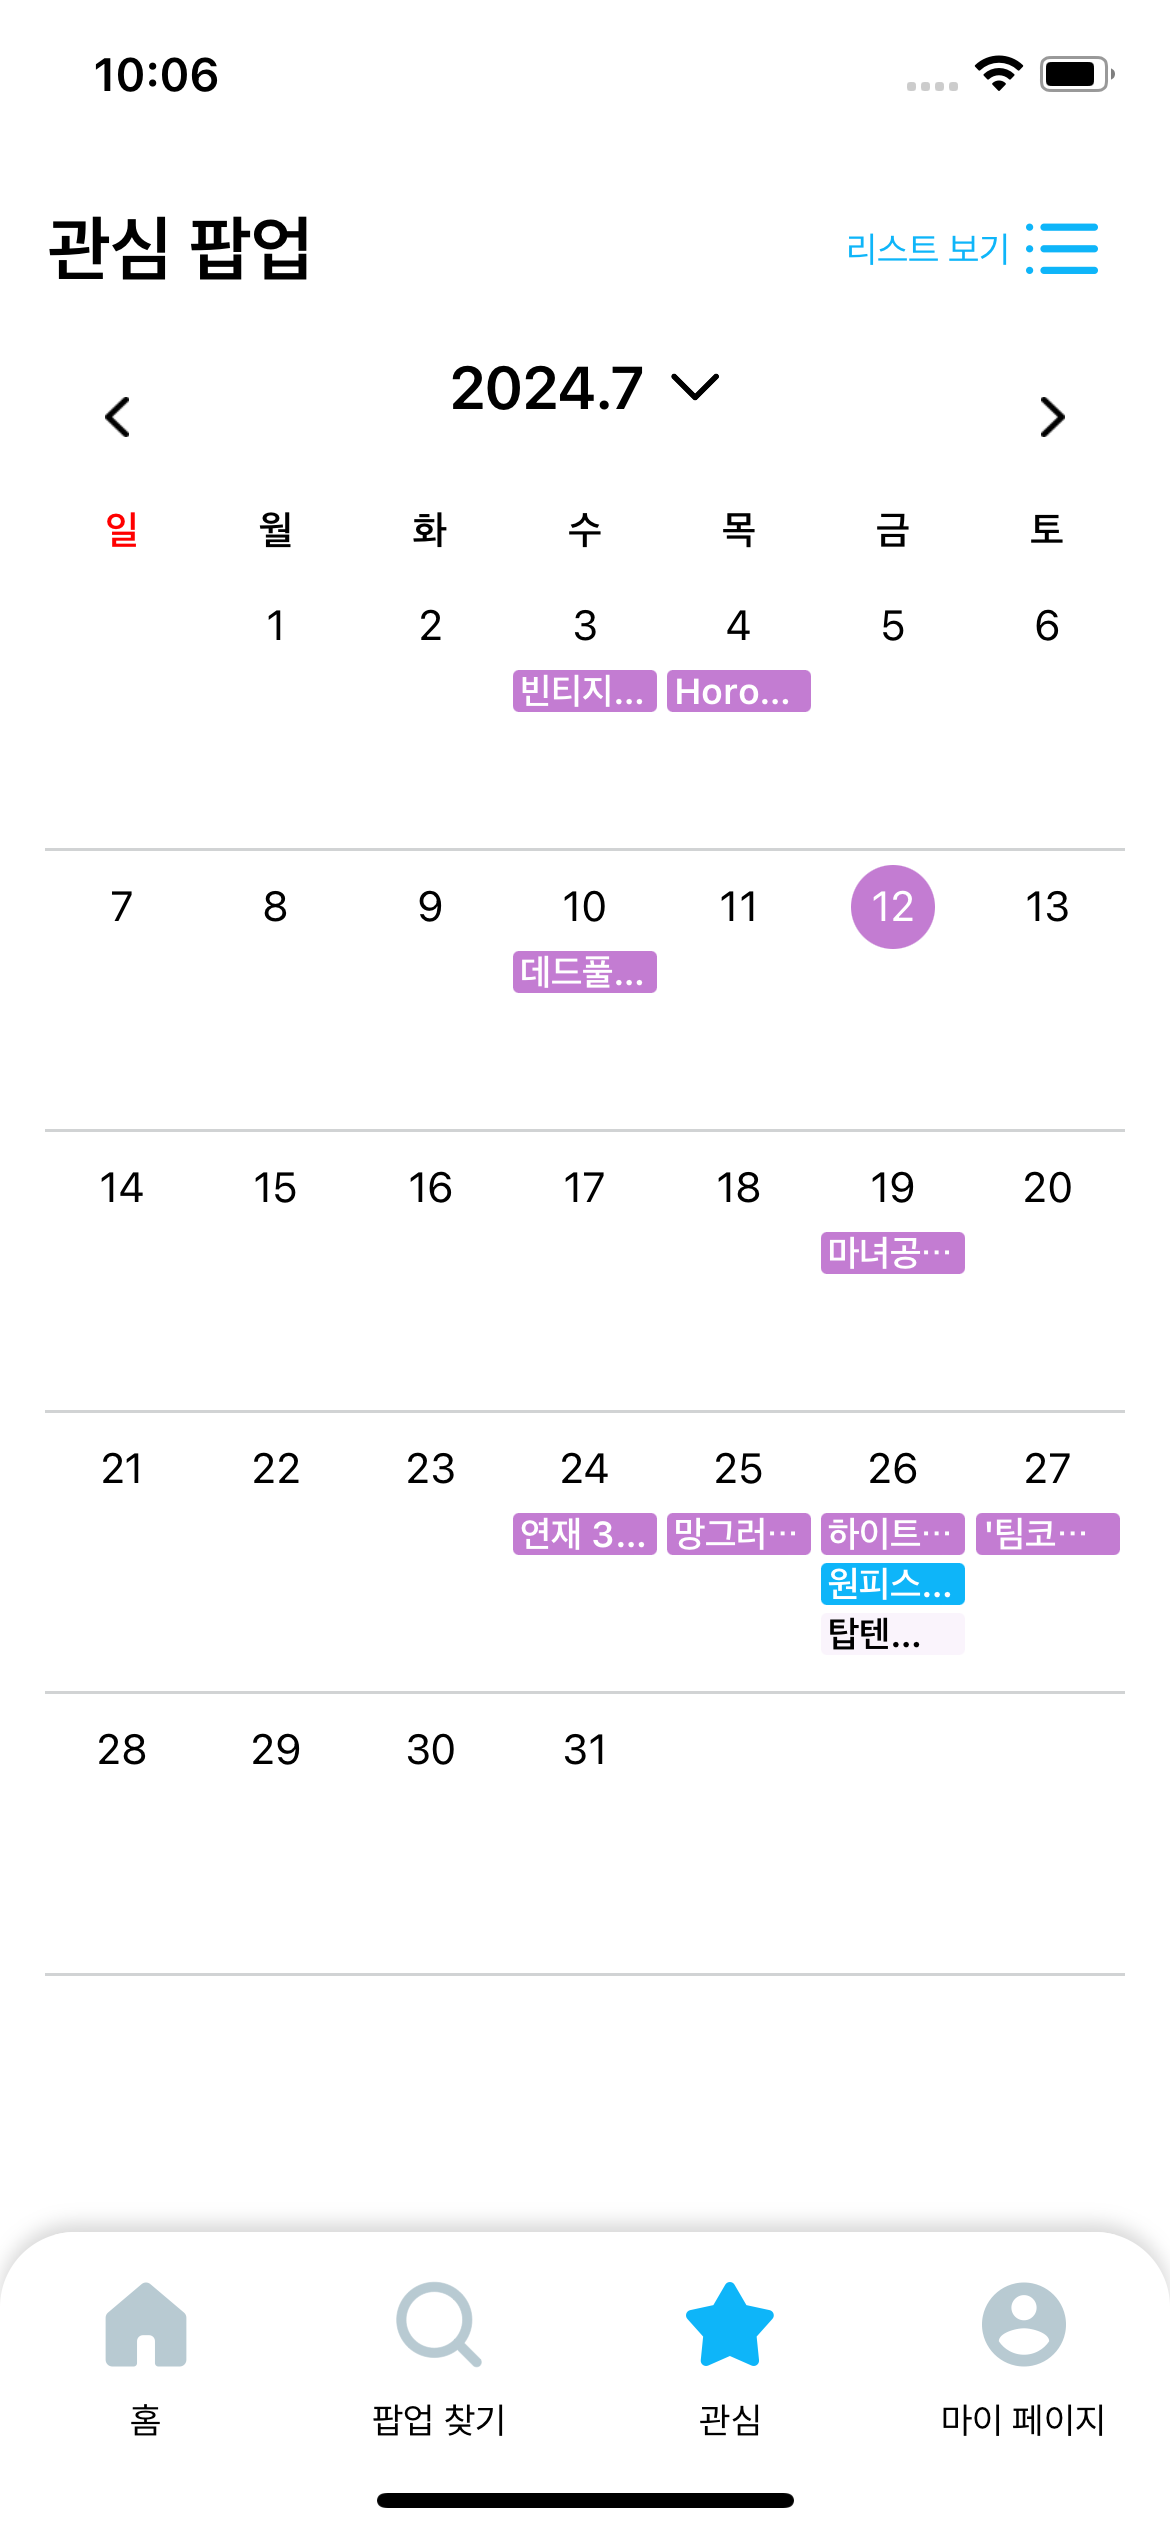 10:06
관심 팝업
리스트 보기
2024.7
일 월 화 수 목 금 토
1 2 3 4 5 6
빈티지... Horo...
7 8 9 10 11 12 13
데드풀...
14 15 16 17 18 19 20
마녀공…
21 22 23 24 25 26 27
연재 3... 망그러… 하이트… '팀코…
원피스...
탑텐...
28 29 30 31
홈 팝업 찾기 관심 마이 페이지